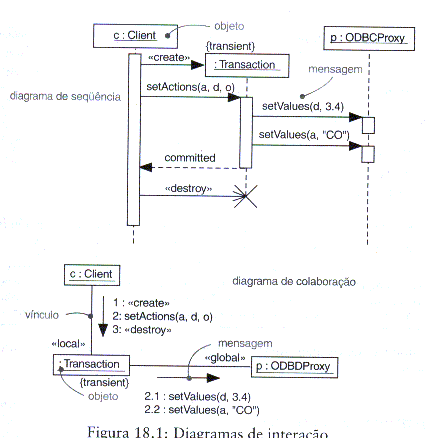 objeto
c : Client
p : ODBCProxy
{transient}
«create»
: Transaction
mensagem
diagrama de seqüência
setActions(a, d, o)
setValues(d, 3.4)
setValues(a, "CO")
committed
«destroy»
c : Client
diagrama de colaboração
1 : «create»
vínculo
2: setActions(a, d, o)
3: «destroy»
mensagem
«local»
«global»
: Transaction
p : ODBDProxy
{transient}
objeto
2.1 : setValues(d, 3.4)
2.2 : setValues(a, "CO")
Figura 18.1: Diagramas de interação